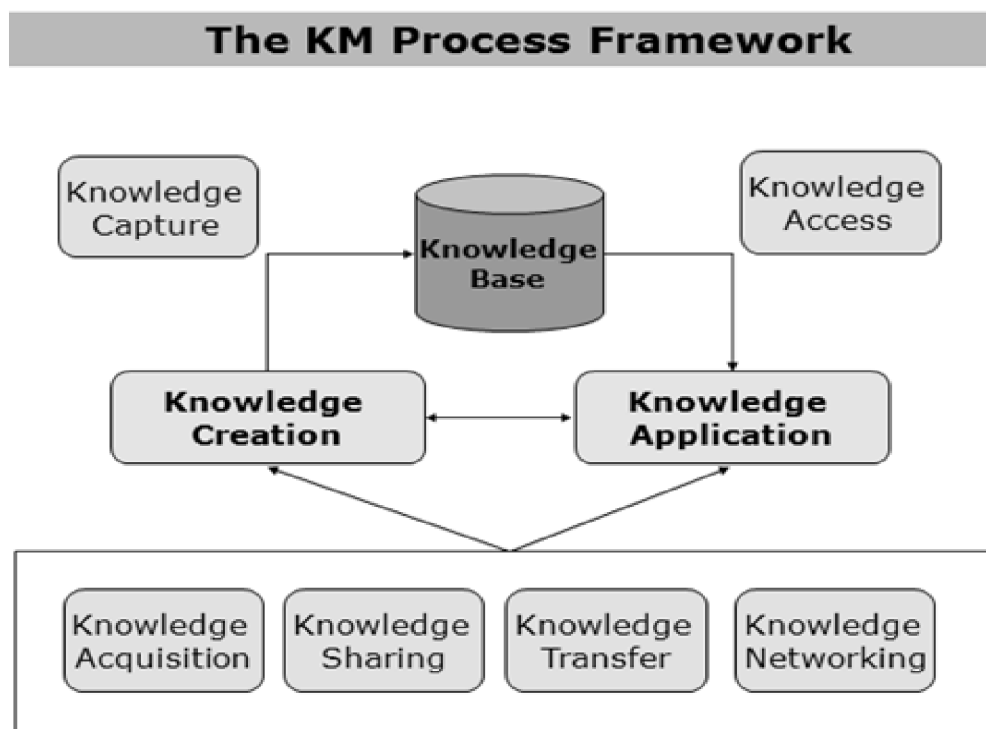 The KM Process Framework
Knowledge
Capture
Knowledge
Access
Knowledge
Base
Knowledge
Creation
Knowledge
Application
Knowledge
Acquisition
Knowledge
Sharing
Knowledge
Transfer
Knowledge
Networking